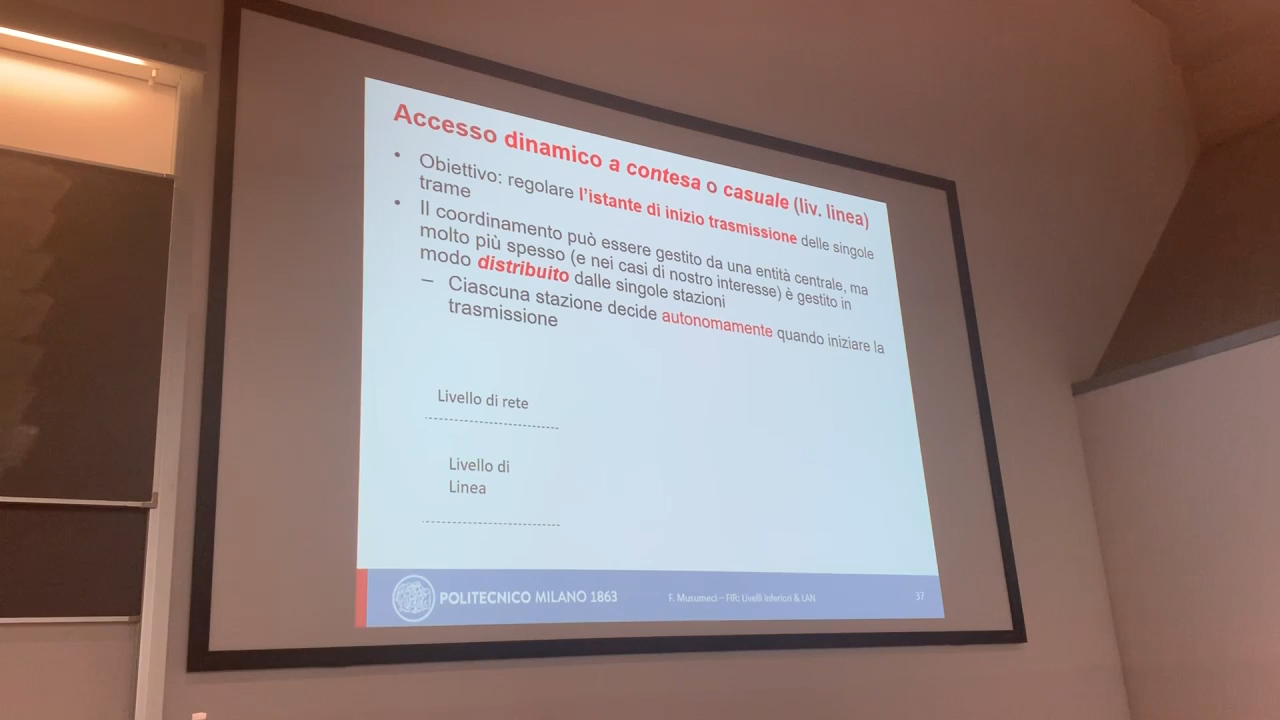 Accesso dinamico a contesa o casuale (liv. linea)
• Obiettivo: regolare l'istante di inizio trasmissione delle singole
trame
• Il coordinamento può essere gestito da una entità centrale, ma
molto più spesso (e nei casi di nostro interesse) è gestito in
modo distribuito dalle singole stazioni
– Ciascuna stazione decide autonomamente quando iniziare la
trasmissione
Livello di rete
Livello di
Linea
POLITECNICO MILANO 1863
F. Musumeci – FIR: Livelli Inferiori & LAN
37